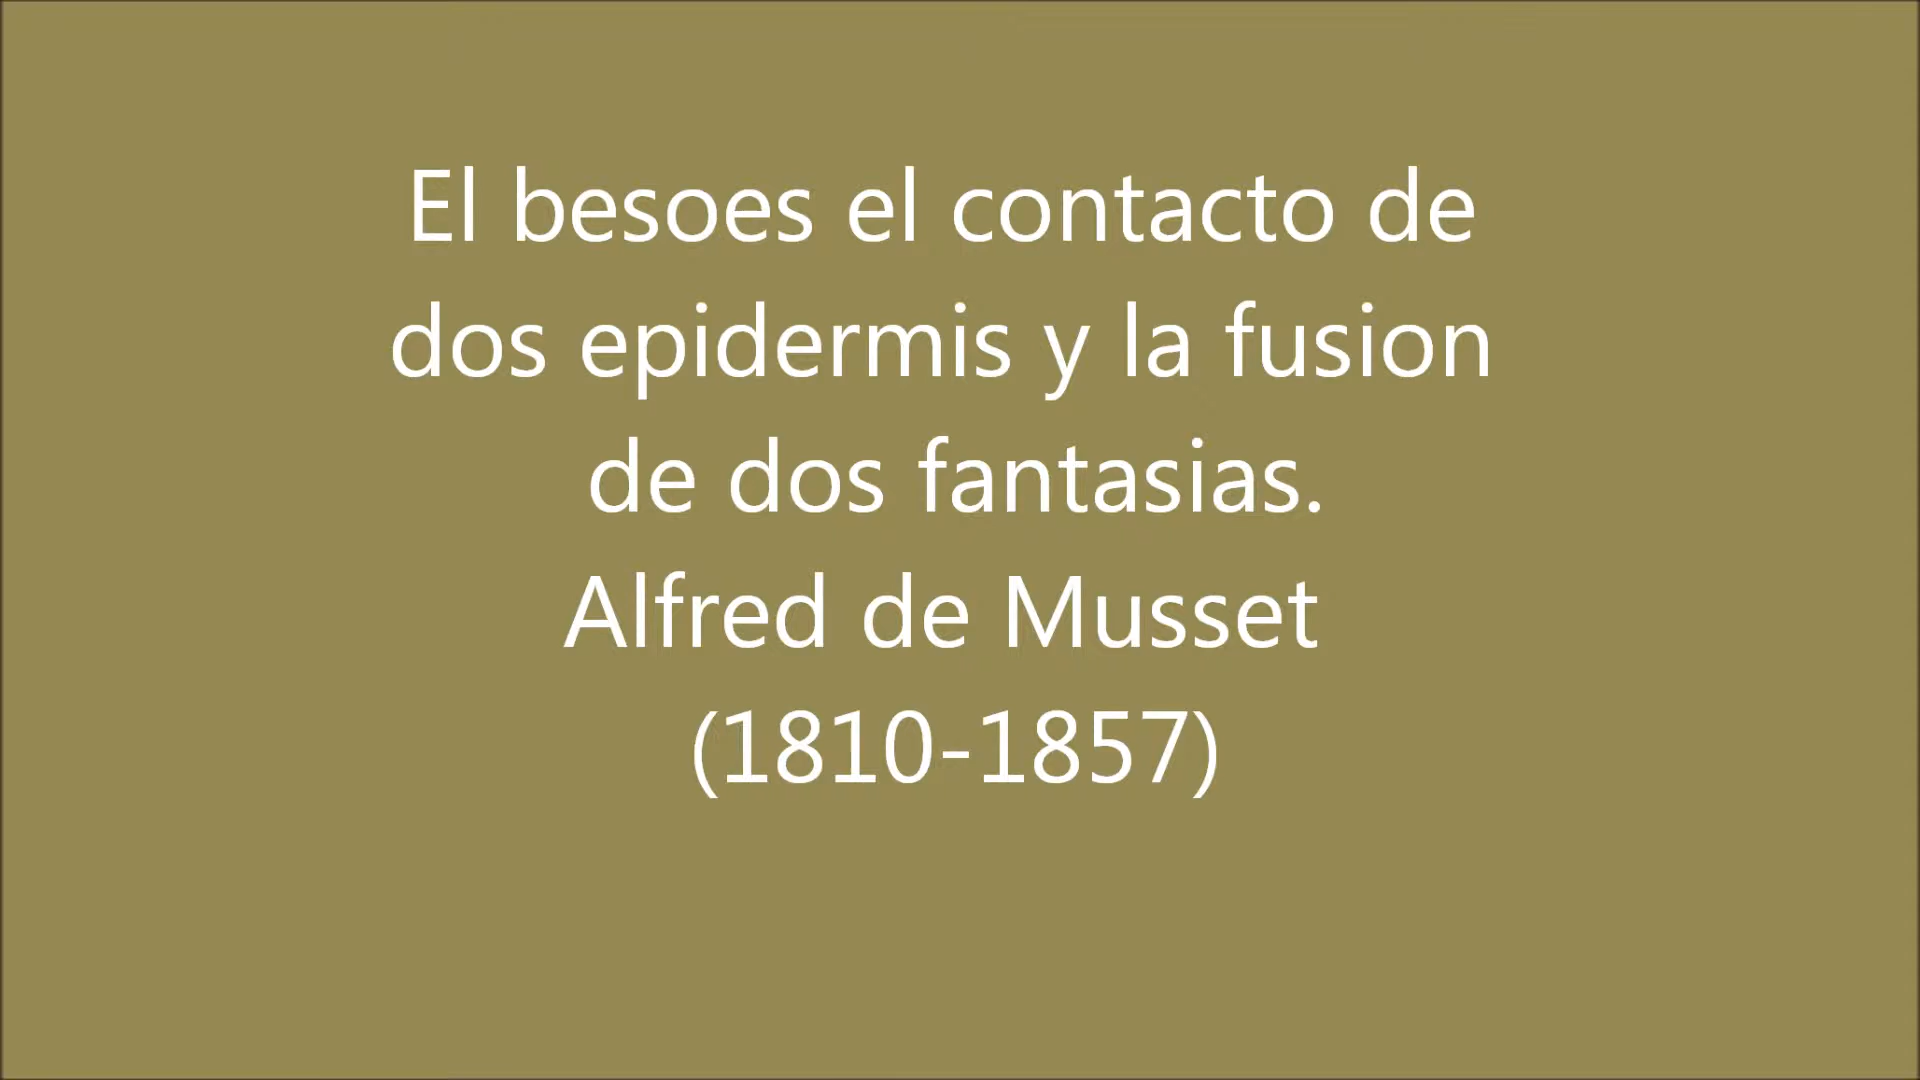 El besoes el contacto de
dos epidermis y la fusion
de dos fantasias.
Alfred de Musset
(1810-1857)